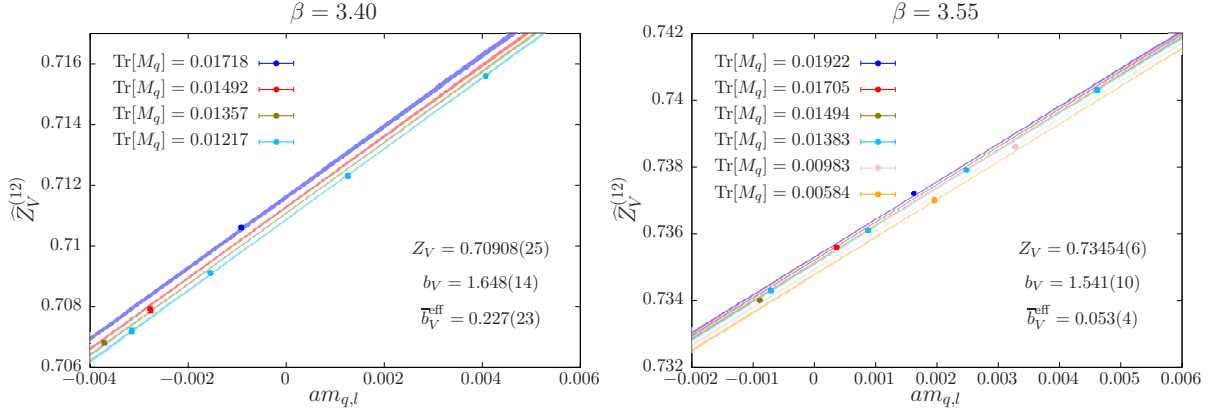 β = 3.40
0.716
0.714
0.712
0.71
0.708
0.706
Ẑ_V^(12)
Tr[M_q] = 0.01718
Tr[M_q] = 0.01492
Tr[M_q] = 0.01357
Tr[M_q] = 0.01217
Z_V = 0.70908(25)
b_V = 1.648(14)
b̅_V^eff = 0.227(23)
−0.004 −0.002 0 0.002 0.004 0.006
am_{q,l}
β = 3.55
0.742
0.74
0.738
0.736
0.734
0.732
Ẑ_V^(12)
Tr[M_q] = 0.01922
Tr[M_q] = 0.01705
Tr[M_q] = 0.01494
Tr[M_q] = 0.01383
Tr[M_q] = 0.00983
Tr[M_q] = 0.00584
Z_V = 0.73454(6)
b_V = 1.541(10)
b̅_V^eff = 0.053(4)
−0.002 −0.001 0 0.001 0.002 0.003 0.004 0.005 0.006
am_{q,l}